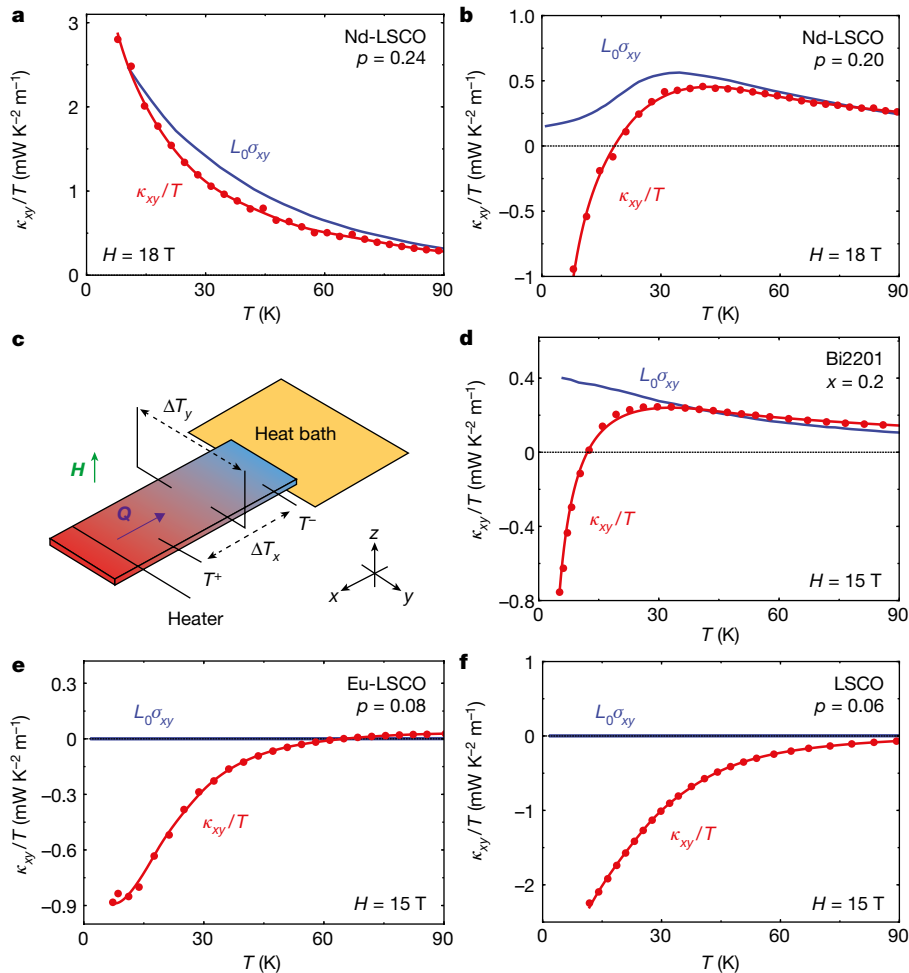 a
Nd-LSCO
p = 0.24
L₀σxy
κxy/T
H = 18 T
κxy/T (mW K⁻² m⁻¹)
3
2
1
0
0
30
60
90
T (K)
b
Nd-LSCO
p = 0.20
L₀σxy
κxy/T
H = 18 T
κxy/T (mW K⁻² m⁻¹)
1.0
0.5
0
−0.5
−1
0
30
60
90
T (K)
c
ΔTy
Heat bath
H
Q
T⁻
ΔTx
T⁺
Heater
z
x
y
d
Bi2201
x = 0.2
L₀σxy
κxy/T
H = 15 T
κxy/T (mW K⁻² m⁻¹)
0.4
0
−0.4
−0.8
0
30
60
90
T (K)
e
Eu-LSCO
p = 0.08
L₀σxy
κxy/T
H = 15 T
κxy/T (mW K⁻² m⁻¹)
0.3
0
−0.3
−0.6
−0.9
0
30
60
90
T (K)
f
LSCO
p = 0.06
L₀σxy
κxy/T
H = 15 T
κxy/T (mW K⁻² m⁻¹)
1
0
−1
−2
0
30
60
90
T (K)